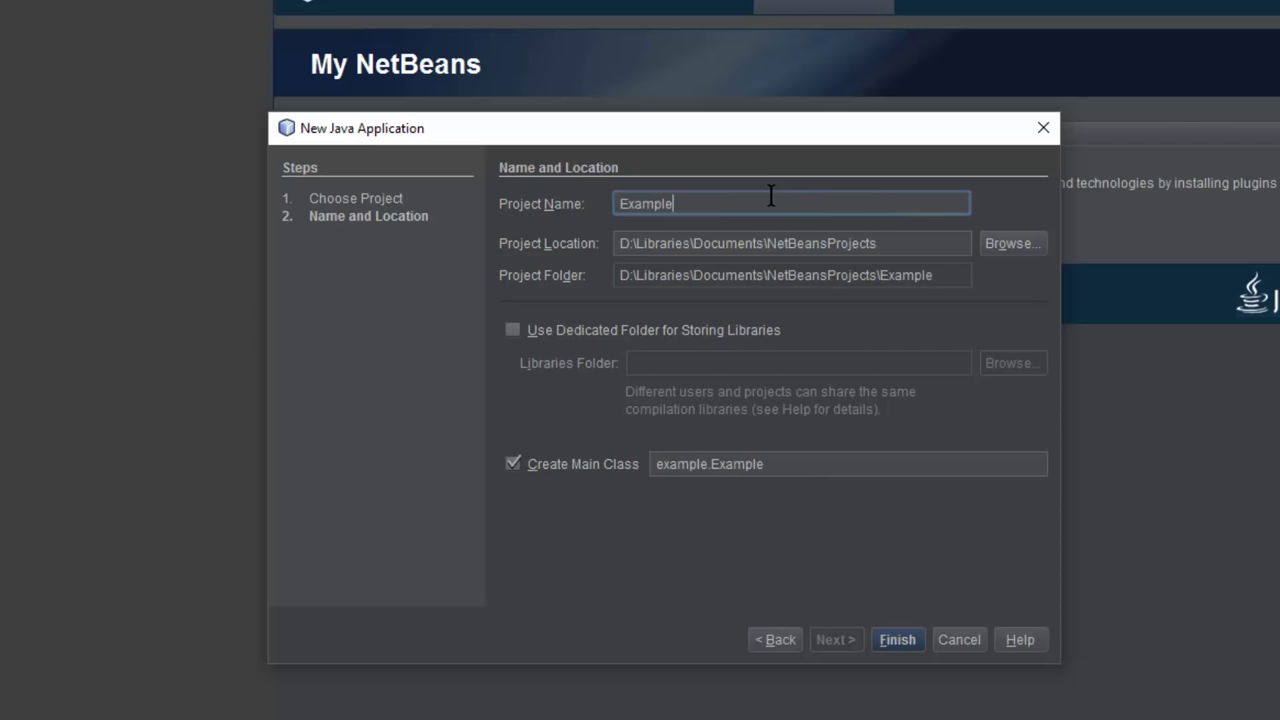 My NetBeans
New Java Application
Steps
1. Choose Project
2. Name and Location
Name and Location
Project Name: Example
Project Location: D:\Libraries\Documents\NetBeansProjects Browse...
Project Folder: D:\Libraries\Documents\NetBeansProjects\Example
Use Dedicated Folder for Storing Libraries
Libraries Folder: Browse...
Different users and projects can share the same
compilation libraries (see Help for details).
Create Main Class example.Example
< Back Next > Finish Cancel Help
technologies by installing plugins